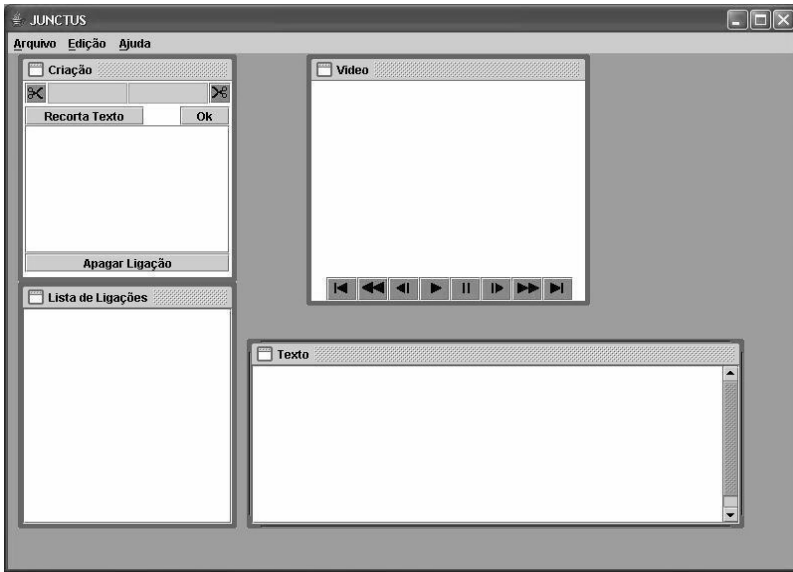 JUNCTUS
Arquivo Edição Ajuda
Criação
Recorta Texto Ok
Apagar Ligação
Lista de Ligações
Video
Texto